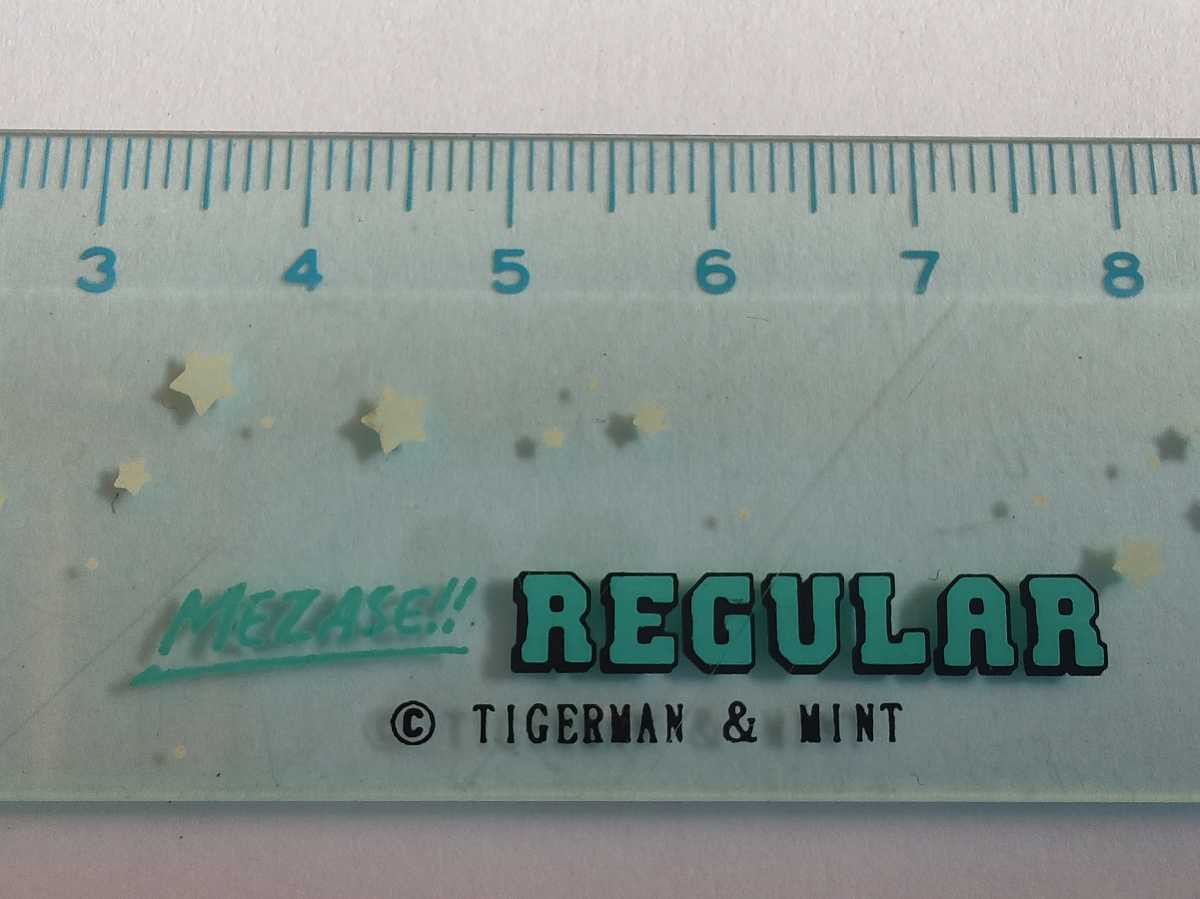 3 4 5 6 7 8
MEZASE!! REGULAR
© TIGERMAN & MINT